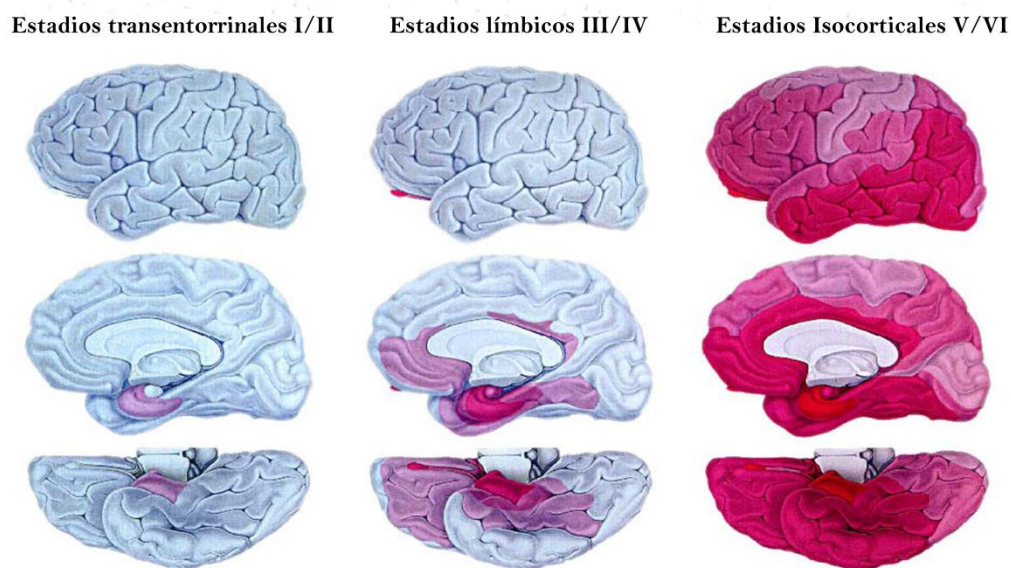 Estadios transentorrinales I/II
Estadios límbicos III/IV
Estadios Isocorticales V/VI